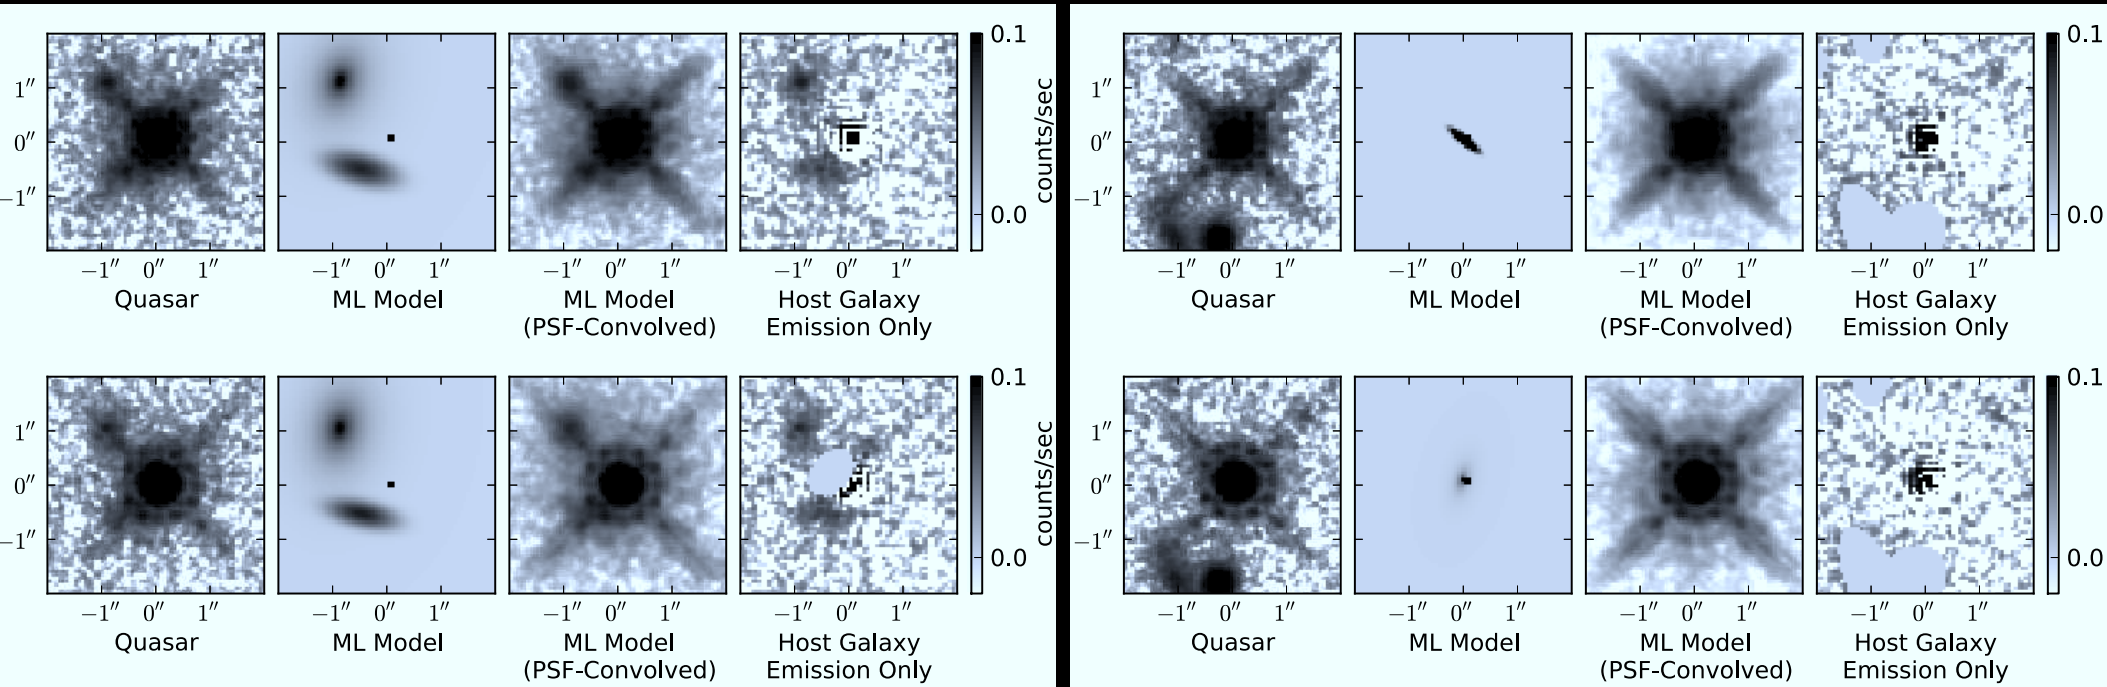 1″
0″
−1″
−1″ 0″ 1″
Quasar
−1″ 0″ 1″
ML Model
−1″ 0″ 1″
ML Model
(PSF-Convolved)
−1″ 0″ 1″
Host Galaxy
Emission Only
0.1
0.0
counts/sec
1″
0″
−1″
−1″ 0″ 1″
Quasar
−1″ 0″ 1″
ML Model
−1″ 0″ 1″
ML Model
(PSF-Convolved)
−1″ 0″ 1″
Host Galaxy
Emission Only
0.1
0.0
1″
0″
−1″
−1″ 0″ 1″
Quasar
−1″ 0″ 1″
ML Model
−1″ 0″ 1″
ML Model
(PSF-Convolved)
−1″ 0″ 1″
Host Galaxy
Emission Only
0.1
0.0
counts/sec
1″
0″
−1″
−1″ 0″ 1″
Quasar
−1″ 0″ 1″
ML Model
−1″ 0″ 1″
ML Model
(PSF-Convolved)
−1″ 0″ 1″
Host Galaxy
Emission Only
0.1
0.0